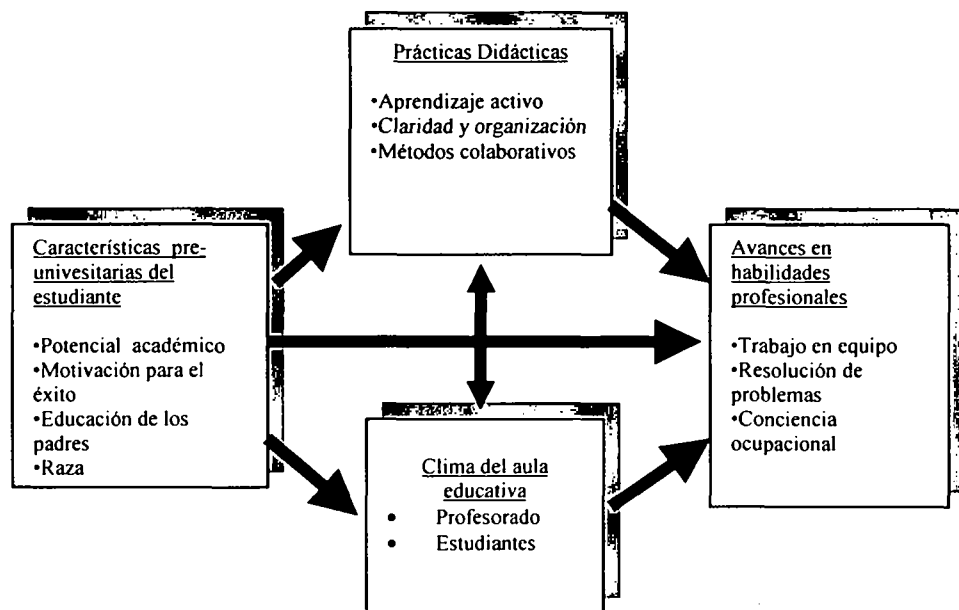 Prácticas Didácticas
•Aprendizaje activo
•Claridad y organización
•Métodos colaborativos
Características pre-
univesitarias del
estudiante
•Potencial académico
•Motivación para el
éxito
•Educación de los
padres
•Raza
Clima del aula
educativa
• Profesorado
• Estudiantes
Avances en
habilidades
profesionales
•Trabajo en equipo
•Resolución de
problemas
•Conciencia
ocupacional